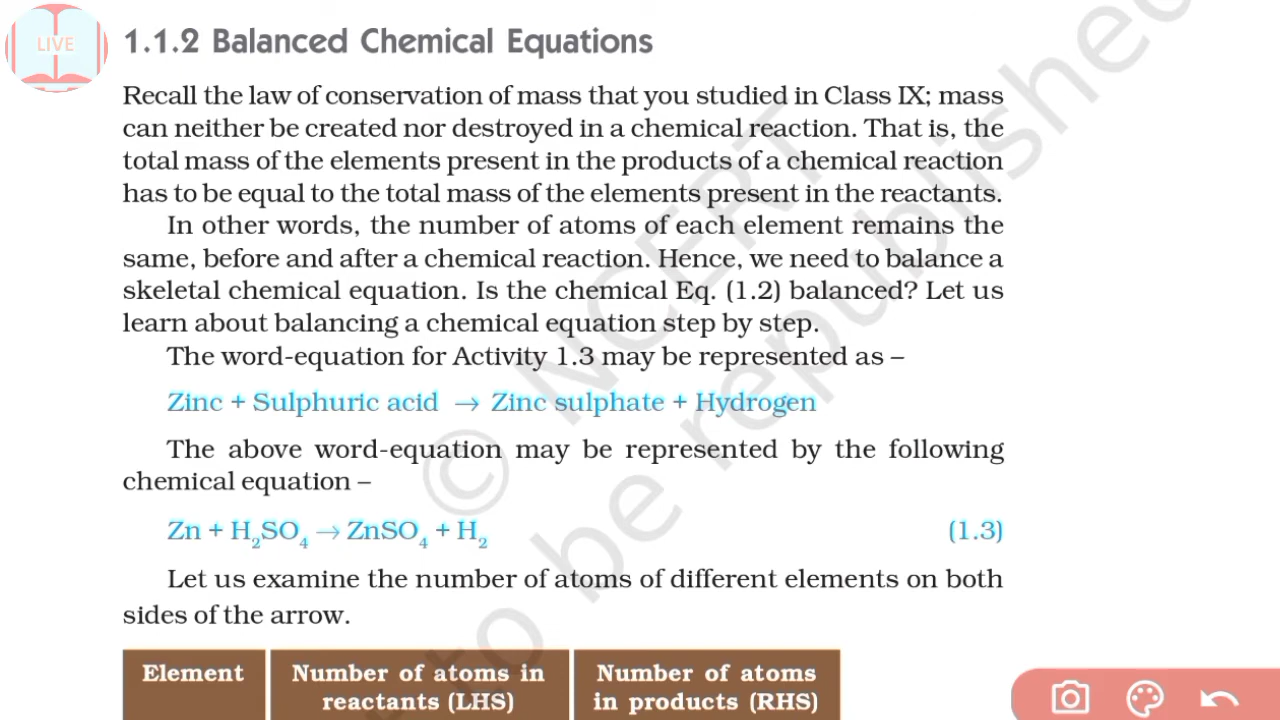 LIVE
1.1.2 Balanced Chemical Equations
Recall the law of conservation of mass that you studied in Class IX; mass
can neither be created nor destroyed in a chemical reaction. That is, the
total mass of the elements present in the products of a chemical reaction
has to be equal to the total mass of the elements present in the reactants.
In other words, the number of atoms of each element remains the
same, before and after a chemical reaction. Hence, we need to balance a
skeletal chemical equation. Is the chemical Eq. (1.2) balanced? Let us
learn about balancing a chemical equation step by step.
The word-equation for Activity 1.3 may be represented as –
Zinc + Sulphuric acid → Zinc sulphate + Hydrogen
The above word-equation may be represented by the following
chemical equation –
Zn + H₂SO₄ → ZnSO₄ + H₂ (1.3)
Let us examine the number of atoms of different elements on both
sides of the arrow.
Element Number of atoms in Number of atoms
reactants (LHS) in products (RHS)
© NCERT
to be republished